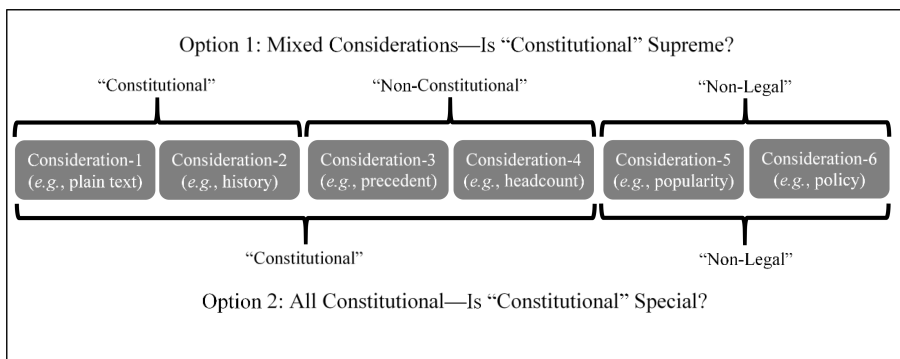 Option 1: Mixed Considerations—Is “Constitutional” Supreme?
“Constitutional” “Non-Constitutional” “Non-Legal”
Consideration-1 Consideration-2 Consideration-3 Consideration-4 Consideration-5 Consideration-6
(e.g., plain text) (e.g., history) (e.g., precedent) (e.g., headcount) (e.g., popularity) (e.g., policy)
“Constitutional” “Non-Legal”
Option 2: All Constitutional—Is “Constitutional” Special?